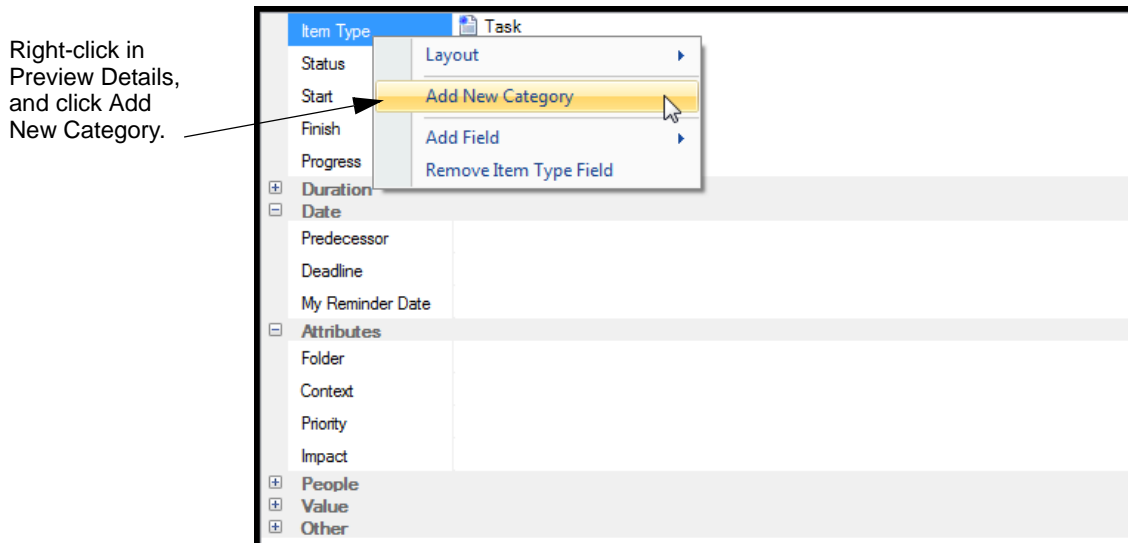 Right-click in
Preview Details,
and click Add
New Category.
Item Type Task
Status
Start
Finish
Progress
Layout
Add New Category
Add Field
Remove Item Type Field
Duration
Date
Predecessor
Deadline
My Reminder Date
Attributes
Folder
Context
Priority
Impact
People
Value
Other